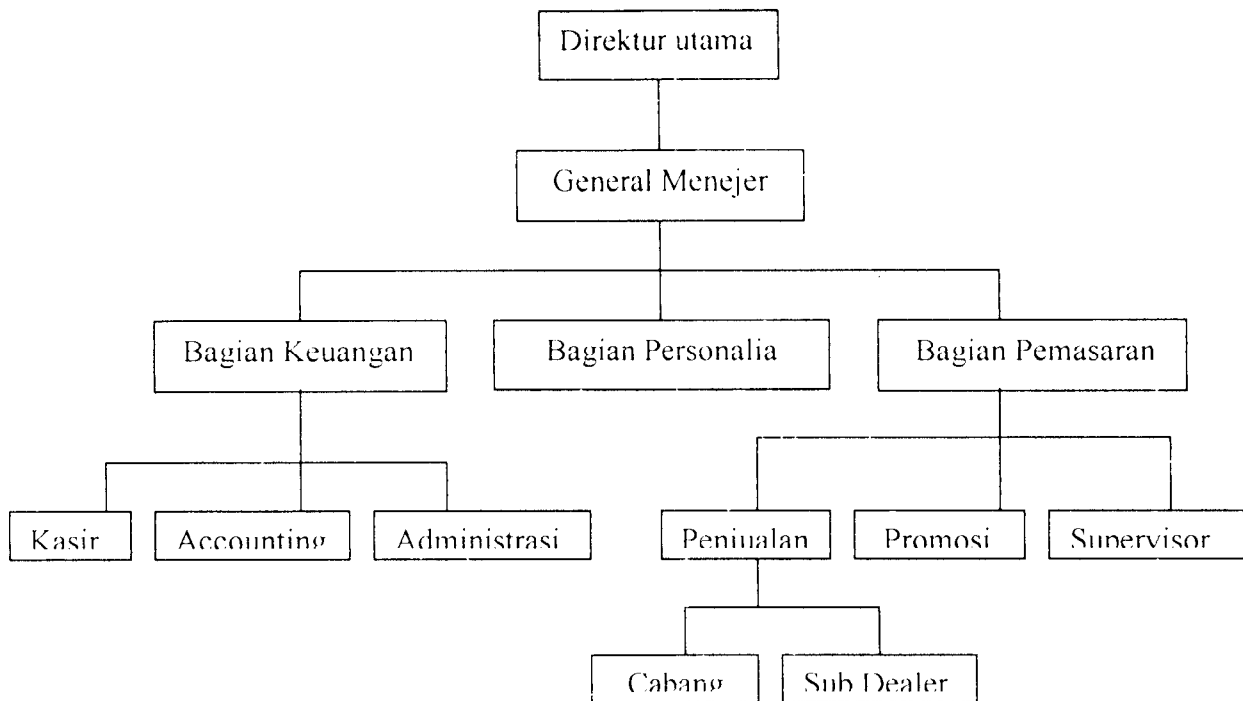 Direktur utama
General Menejer
Bagian Keuangan
Bagian Personalia
Bagian Pemasaran
Kasir
Accounting
Administrasi
Penjualan
Promosi
Supervisor
Cabang
Sub Dealer